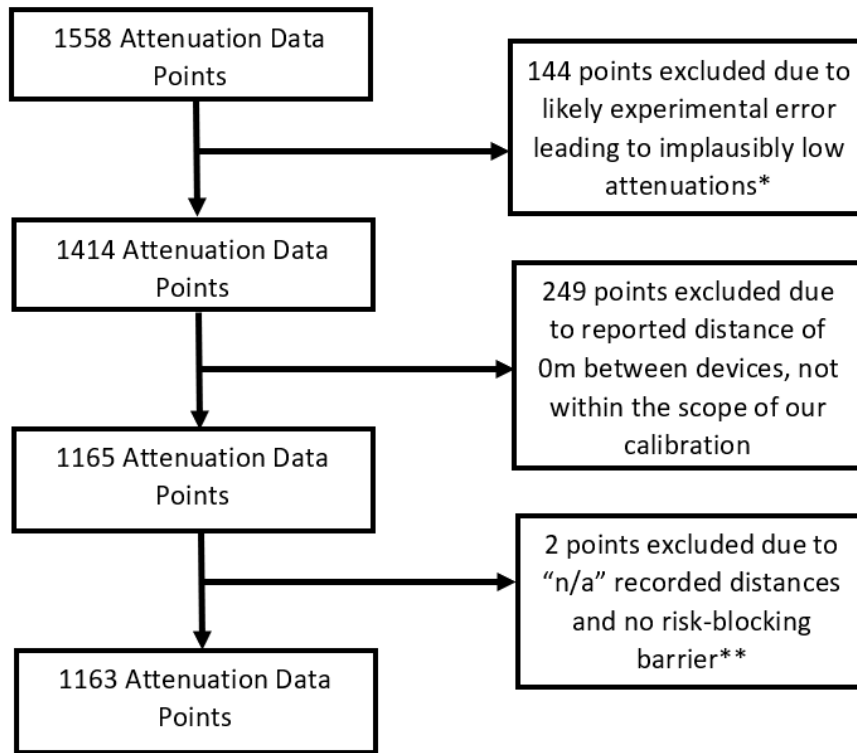 1558 Attenuation Data
Points
144 points excluded due to
likely experimental error
leading to implausibly low
attenuations*
1414 Attenuation Data
Points
249 points excluded due
to reported distance of
0m between devices, not
within the scope of our
calibration
1165 Attenuation Data
Points
2 points excluded due to
“n/a” recorded distances
and no risk-blocking
barrier**
1163 Attenuation Data
Points